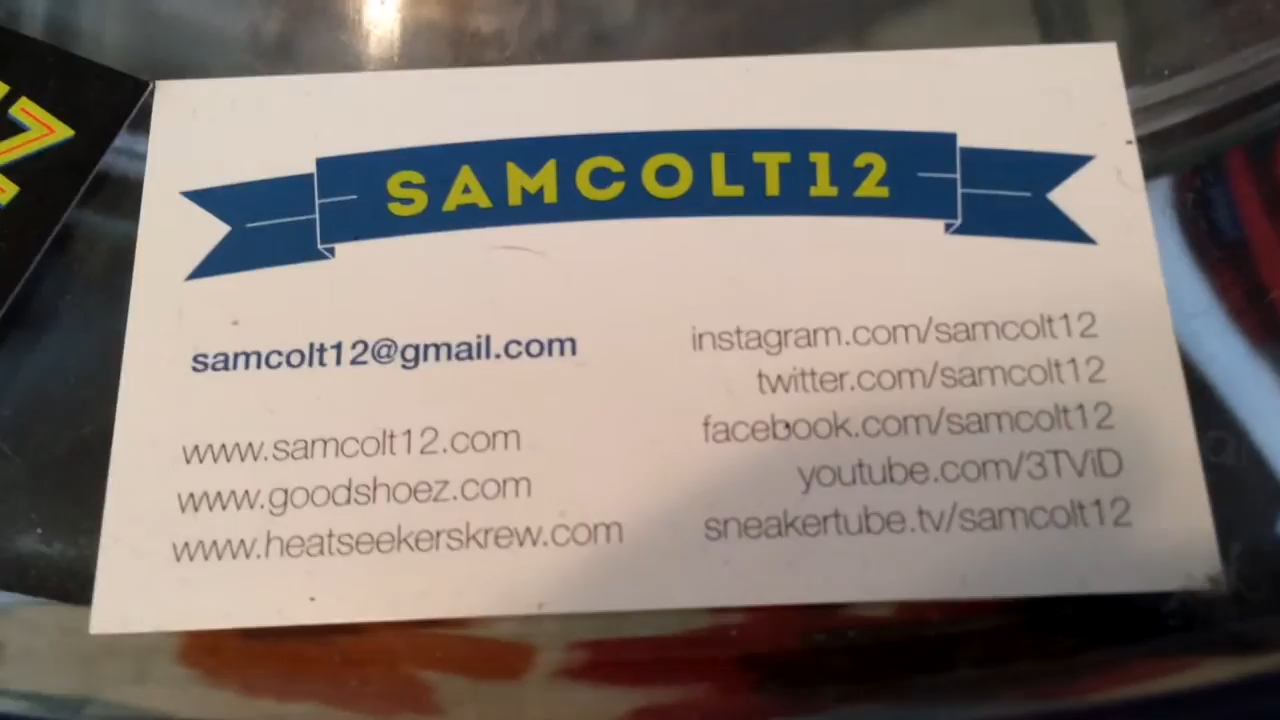 SAMCOLT12
samcolt12@gmail.com
www.samcolt12.com
www.goodshoez.com
www.heatseekerskrew.com
instagram.com/samcolt12
twitter.com/samcolt12
facebook.com/samcolt12
youtube.com/3TViD
sneakertube.tv/samcolt12